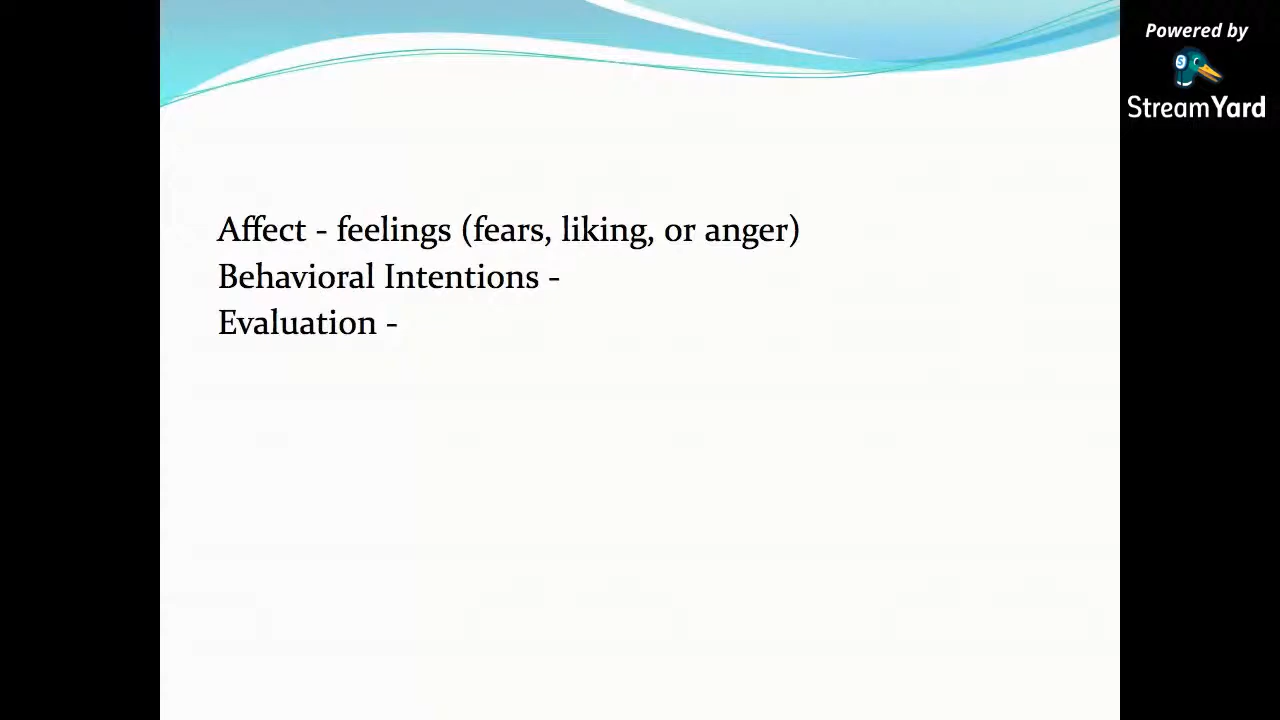 Powered by
StreamYard
Affect - feelings (fears, liking, or anger)
Behavioral Intentions -
Evaluation -